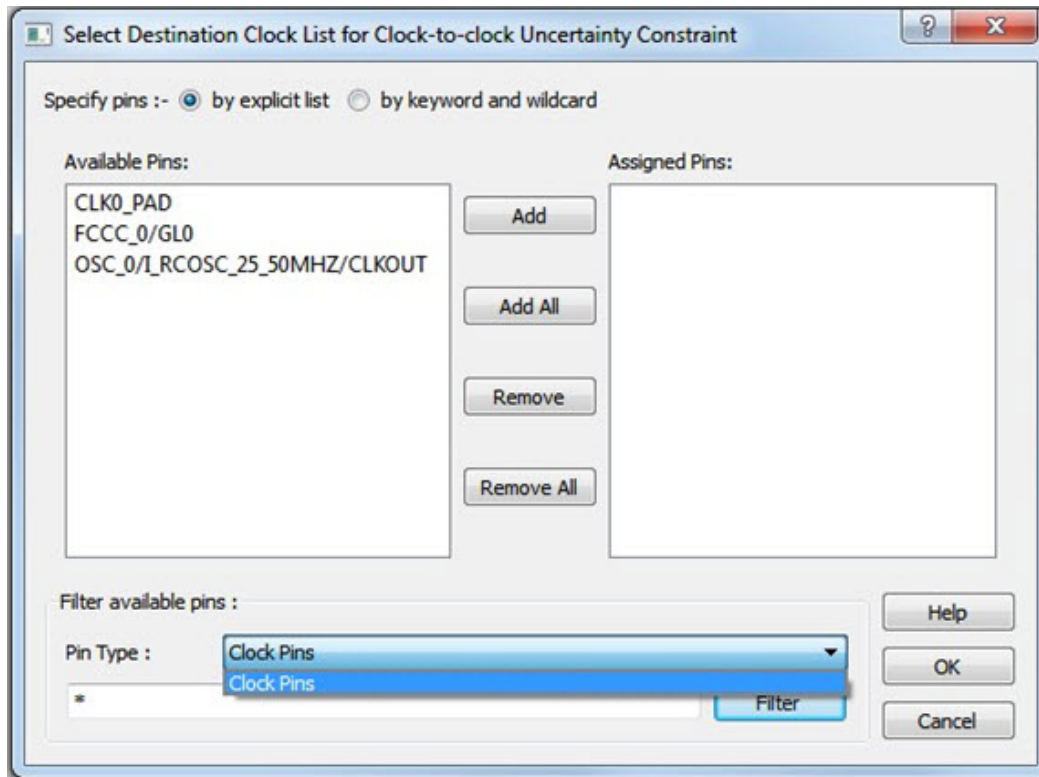 Select Destination Clock List for Clock-to-clock Uncertainty Constraint
Specify pins :- by explicit list by keyword and wildcard
Available Pins:
Assigned Pins:
CLK0_PAD
FCCC_0/GL0
OSC_0/I_RCOSC_25_50MHZ/CLKOUT
Add
Add All
Remove
Remove All
Filter available pins :
Pin Type :
Clock Pins
Clock Pins
*
Filter
Help
OK
Cancel